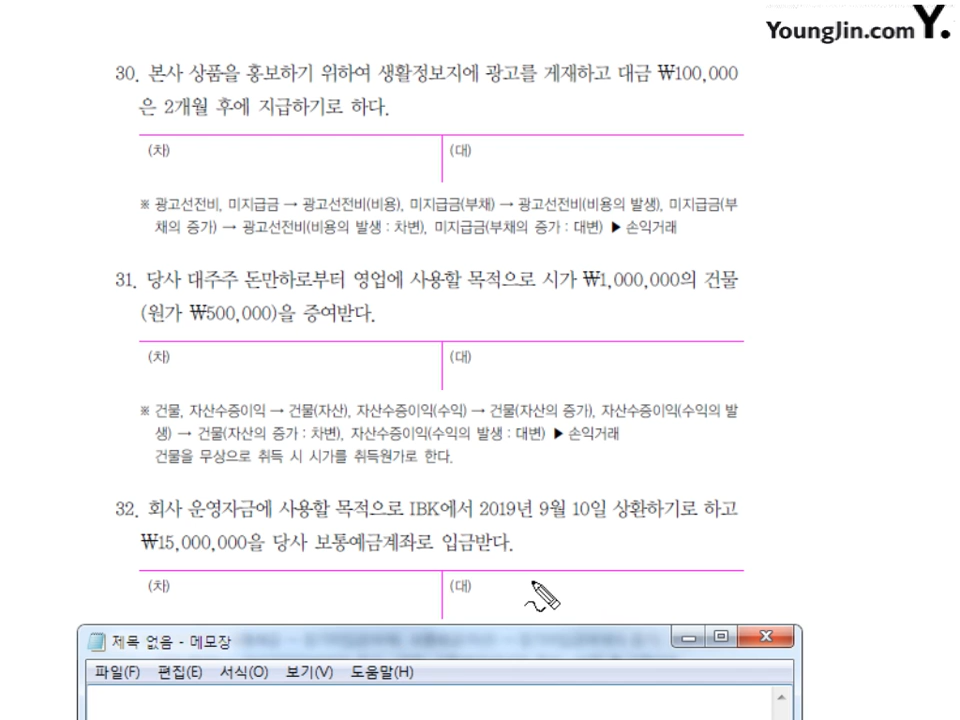 YoungJin.com Y.
30. 본사 상품을 홍보하기 위하여 생활정보지에 광고를 게재하고 대금 ₩100,000
은 2개월 후에 지급하기로 하다.
(차) (대)
※ 광고선전비, 미지급금 → 광고선전비(비용), 미지급금(부채) → 광고선전비(비용의 발생), 미지급금(부
채의 증가) → 광고선전비(비용의 발생 : 차변), 미지급금(부채의 증가 : 대변) ▶ 손익거래
31. 당사 대주주 돈만하로부터 영업에 사용할 목적으로 시가 ₩1,000,000의 건물
(원가 ₩500,000)을 증여받다.
(차) (대)
※ 건물, 자산수증이익 → 건물(자산), 자산수증이익(수익) → 건물(자산의 증가), 자산수증이익(수익의 발
생) → 건물(자산의 증가 : 차변), 자산수증이익(수익의 발생 : 대변) ▶ 손익거래
건물을 무상으로 취득 시 시가를 취득원가로 한다.
32. 회사 운영자금에 사용할 목적으로 IBK에서 2019년 9월 10일 상환하기로 하고
₩15,000,000을 당사 보통예금계좌로 입금받다.
(차) (대)
제목 없음 - 메모장
파일(F) 편집(E) 서식(O) 보기(V) 도움말(H)